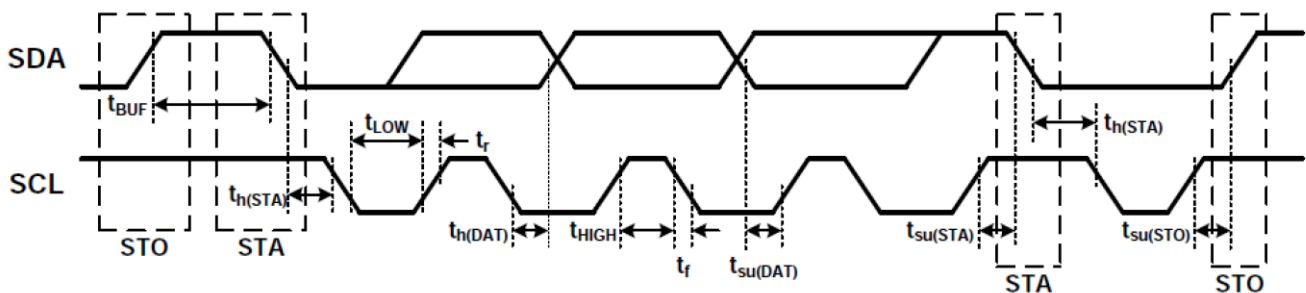 SDA
tBUF
tLOW
tr
th(STA)
SCL
th(STA)
th(DAT)
tHIGH
tf
tsu(DAT)
tsu(STA)
tsu(STO)
STO
STA
STA
STO